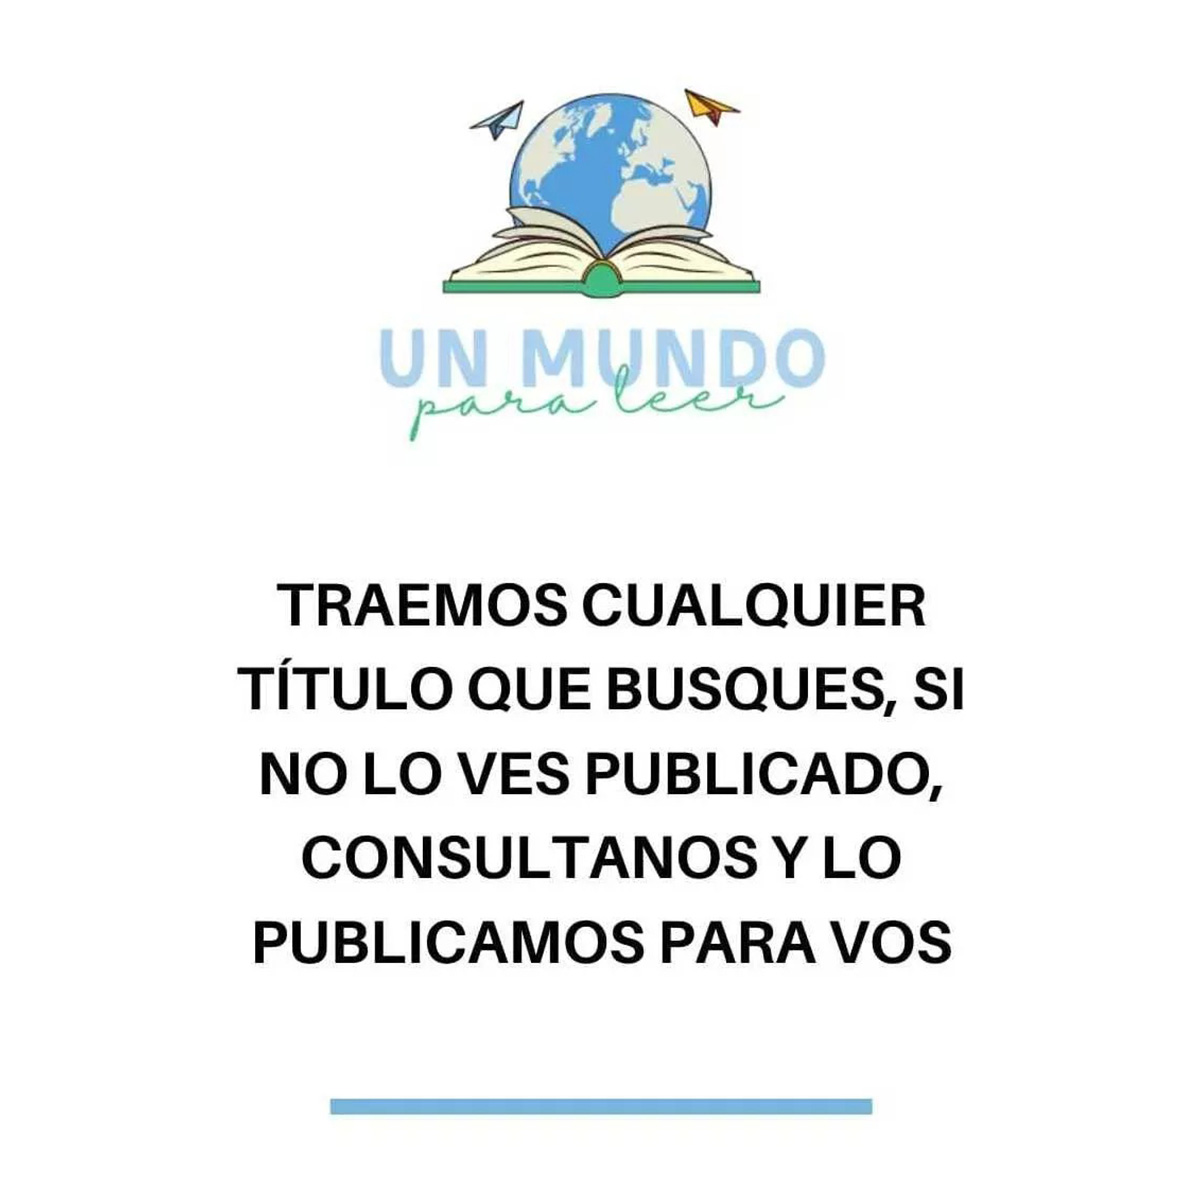 UN MUNDO
para leer
TRAEMOS CUALQUIER
TÍTULO QUE BUSQUES, SI
NO LO VES PUBLICADO,
CONSULTANOS Y LO
PUBLICAMOS PARA VOS